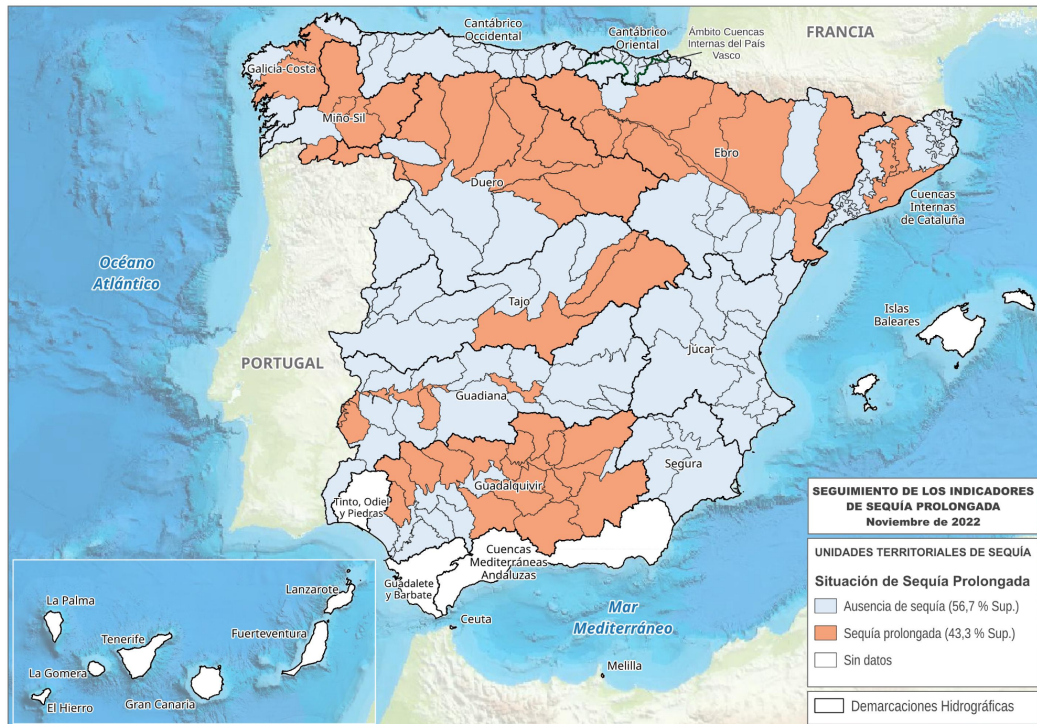 Cantábrico
Occidental
Cantábrico
Oriental
Ambito Cuencas
Internas del País
Vasco
FRANCIA
Galicia-Costa
Miño-Sil
Ebro
Duero
Cuencas
Internas
de Cataluña
Océano
Atlántico
Tajo
Islas
Baleares
Júcar
PORTUGAL
Guadiana
Segura
Guadalquivir
Tinto, Odiel
y Piedras
Cuencas
Mediterráneas
Andaluzas
Guadalete
y Barbate
Mar
Mediterráneo
Ceuta
Melilla
La Palma
Lanzarote
Tenerife
Fuerteventura
La Gomera
El Hierro
Gran Canaria
SEGUIMIENTO DE LOS INDICADORES
DE SEQUÍA PROLONGADA
Noviembre de 2022
UNIDADES TERRITORIALES DE SEQUÍA
Situación de Sequía Prolongada
Ausencia de sequía (56,7 % Sup.)
Sequía prolongada (43,3 % Sup.)
Sin datos
Demarcaciones Hidrográficas